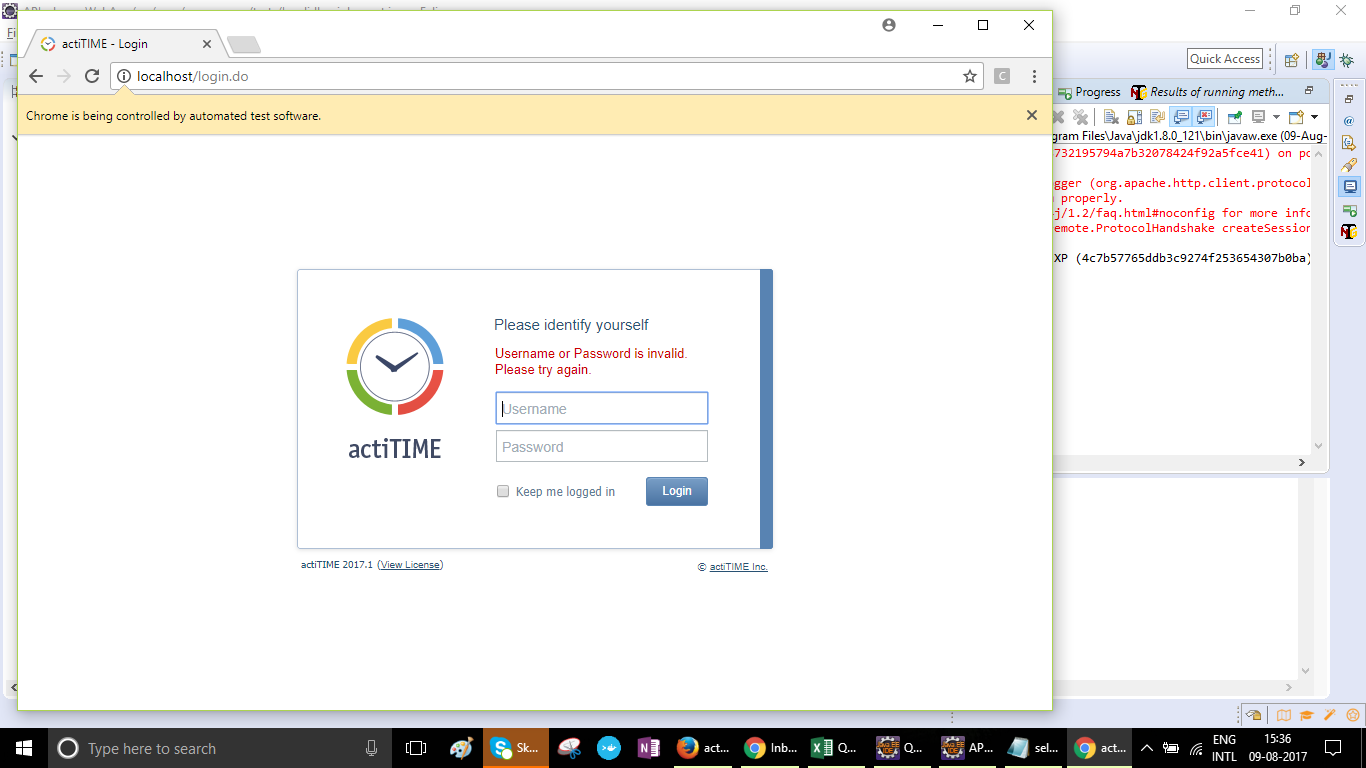 actiTIME - Login
localhost/login.do
C
Chrome is being controlled by automated test software.
Quick Access
Progress
Results of running meth...
gram Files\Java\jdk1.8.0_121\bin\javaw.exe (09-Aug-
732195794a7b32078424f92a5fce41) on po
gger (org.apache.http.client.protocol
properly.
j/1.2/faq.html#noconfig for more info
emote.ProtocolHandshake createSession
XP (4c7b57765ddb3c9274f253654307b0ba)
Please identify yourself
Username or Password is invalid.
Please try again.
Username
Password
Keep me logged in
Login
actiTIME
actiTIME 2017.1 (View License)
© actiTIME Inc.
Type here to search
Sk...
act...
Inb...
Q...
Q...
AP...
sel...
act...
ENG
INTL
15:36
09-08-2017